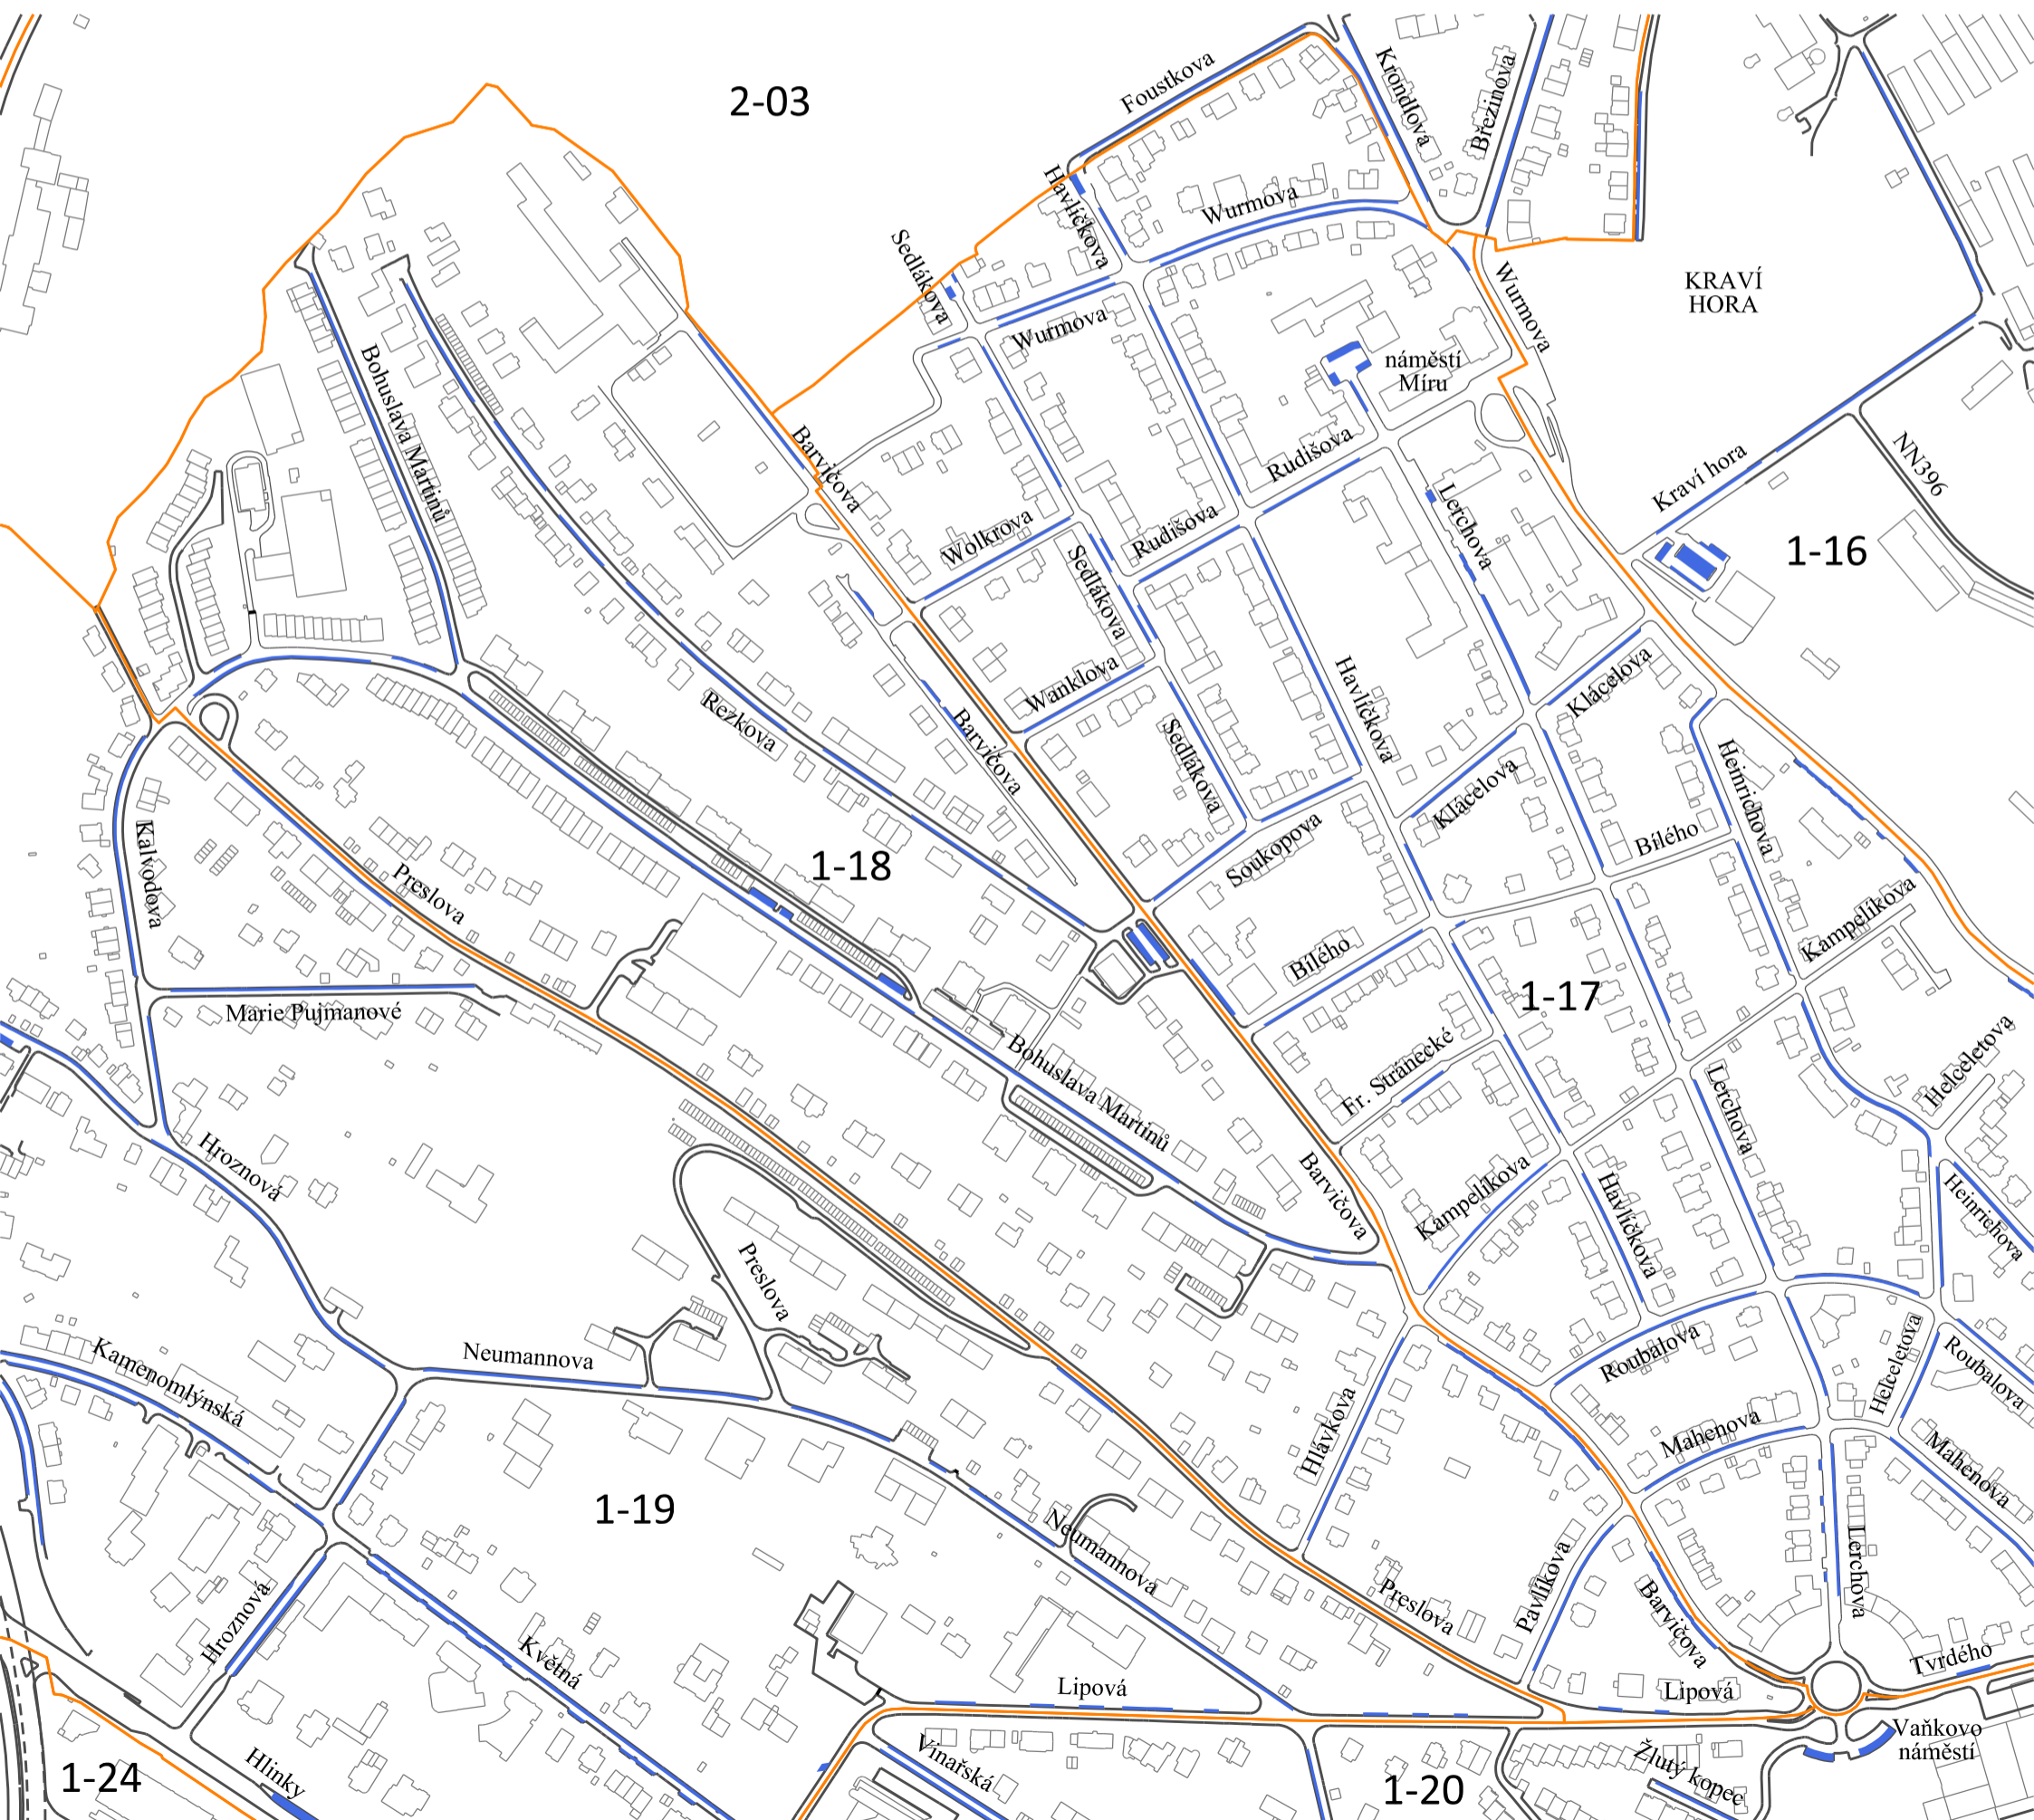 2-03
Foustkova
Krondlova
Březinova
Havlíčkova
Wurmova
Sedlákova
Wurmova
Wurmova
KRAVÍ
HORA
náměstí
Míru
Bohuslava Martinů
Barvičova
Rudišova
Kraví hora
NN396
Wolkrova
Rudišova
Lerchova
1-16
Sedlákova
Wanklova
Klácelova
Rezkova
Barvičova
Havlíčkova
Sedlákova
Heinrichova
Klácelova
Kalvodova
Preslova
1-18
Soukopova
Bílého
Kampelíkova
Bílého
1-17
Marie Pujmanové
Bohuslava Martinů
Fr. Stránecké
Lerchova
Helceletova
Hroznová
Barvičova
Kampelíkova
Havlíčkova
Heinrichova
Preslova
Neumannova
Roubalova
Helceletova
Roubalova
Kamenomlýnská
Hlávkova
Mahenova
Mahenova
1-19
Neumannova
Lerchova
Hroznová
Preslova
Pavlíkova
Barvičova
Květná
Lipová
Lipová
Tvrdého
Vaňkovo
náměstí
Hlinky
Vinařská
Žlutý kopec
1-24
1-20